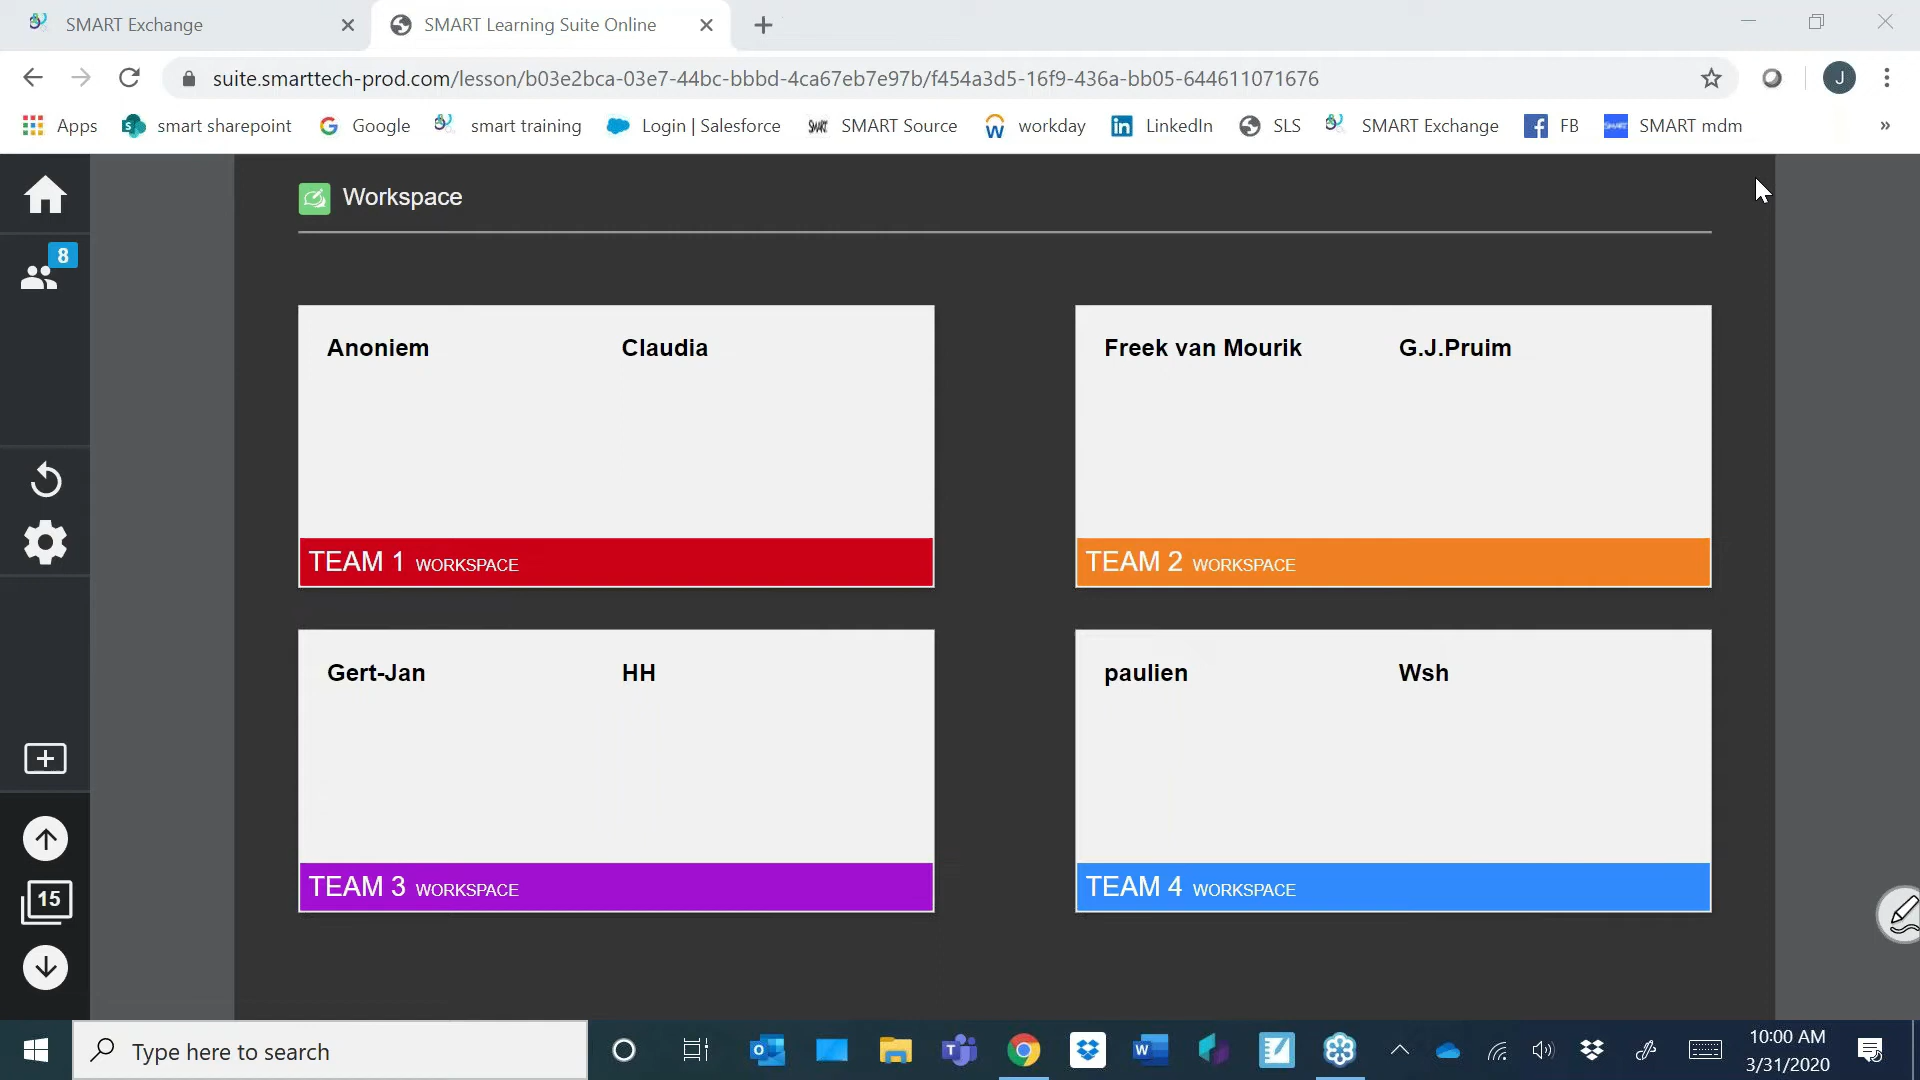 SMART Exchange
SMART Learning Suite Online
suite.smarttech-prod.com/lesson/b03e2bca-03e7-44bc-bbbd-4ca67eb7e97b/f454a3d5-16f9-436a-bb05-644611071676
J
Apps
smart sharepoint
Google
smart training
Login | Salesforce
SMART Source
workday
LinkedIn
SLS
SMART Exchange
FB
SMART mdm
»
Workspace
8
Anoniem Claudia
TEAM 1 WORKSPACE
Freek van Mourik G.J.Pruim
TEAM 2 WORKSPACE
Gert-Jan HH
TEAM 3 WORKSPACE
paulien Wsh
TEAM 4 WORKSPACE
15
Type here to search
10:00 AM
3/31/2020